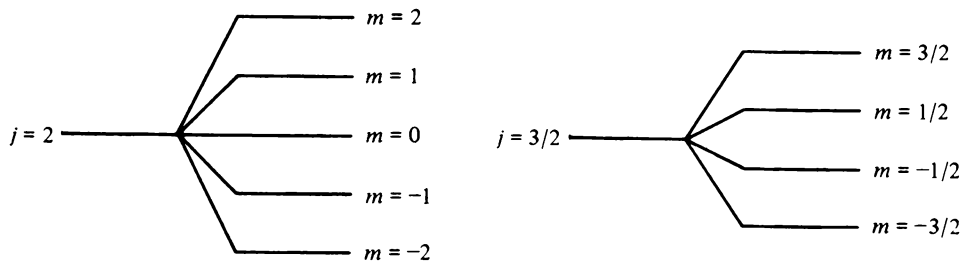 m = 2
m = 1
j = 2
m = 0
m = −1
m = −2
m = 3/2
m = 1/2
j = 3/2
m = −1/2
m = −3/2